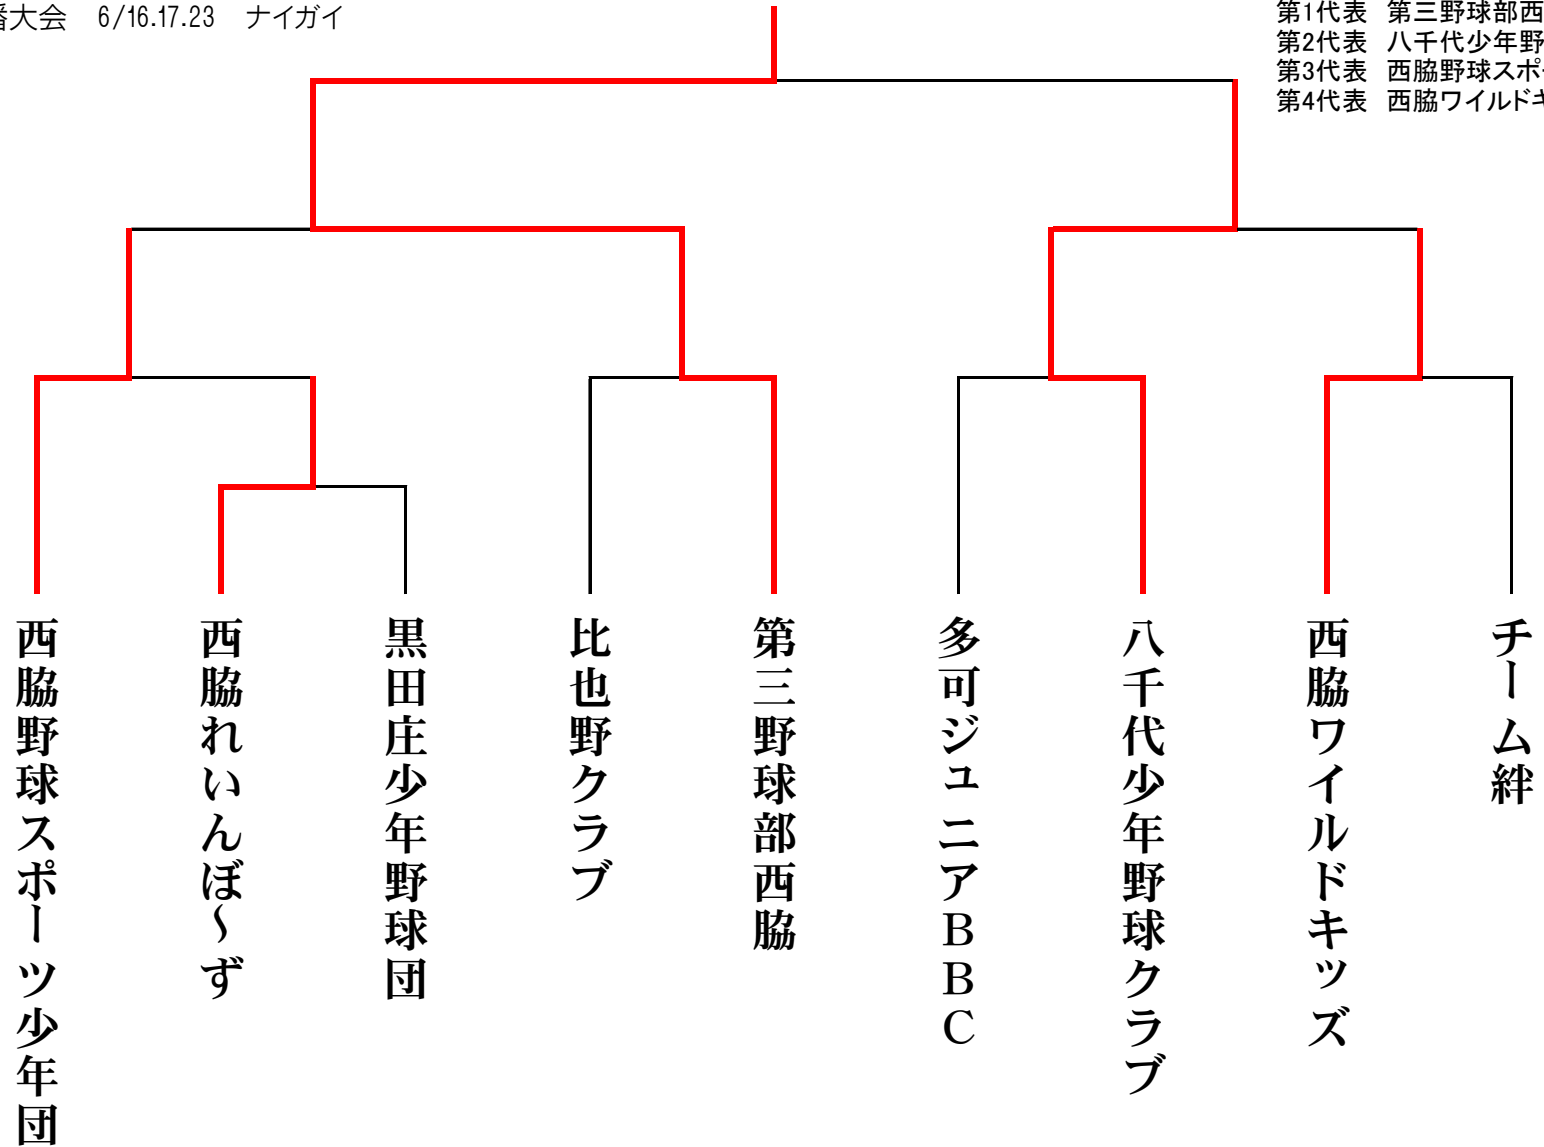 大会 6/16.17.23 ナイガイ
第1代表 第三野球部西
第2代表 八千代少年野
第3代表 西脇野球スポ
第4代表 西脇ワイルド
西脇野球スポーツ少年団
西脇れいんぼ〜ず
黒田庄少年野球団
比也野クラブ
第三野球部西脇
多可ジュニアBBC
八千代少年野球クラブ
西脇ワイルドキッズ
チーム絆